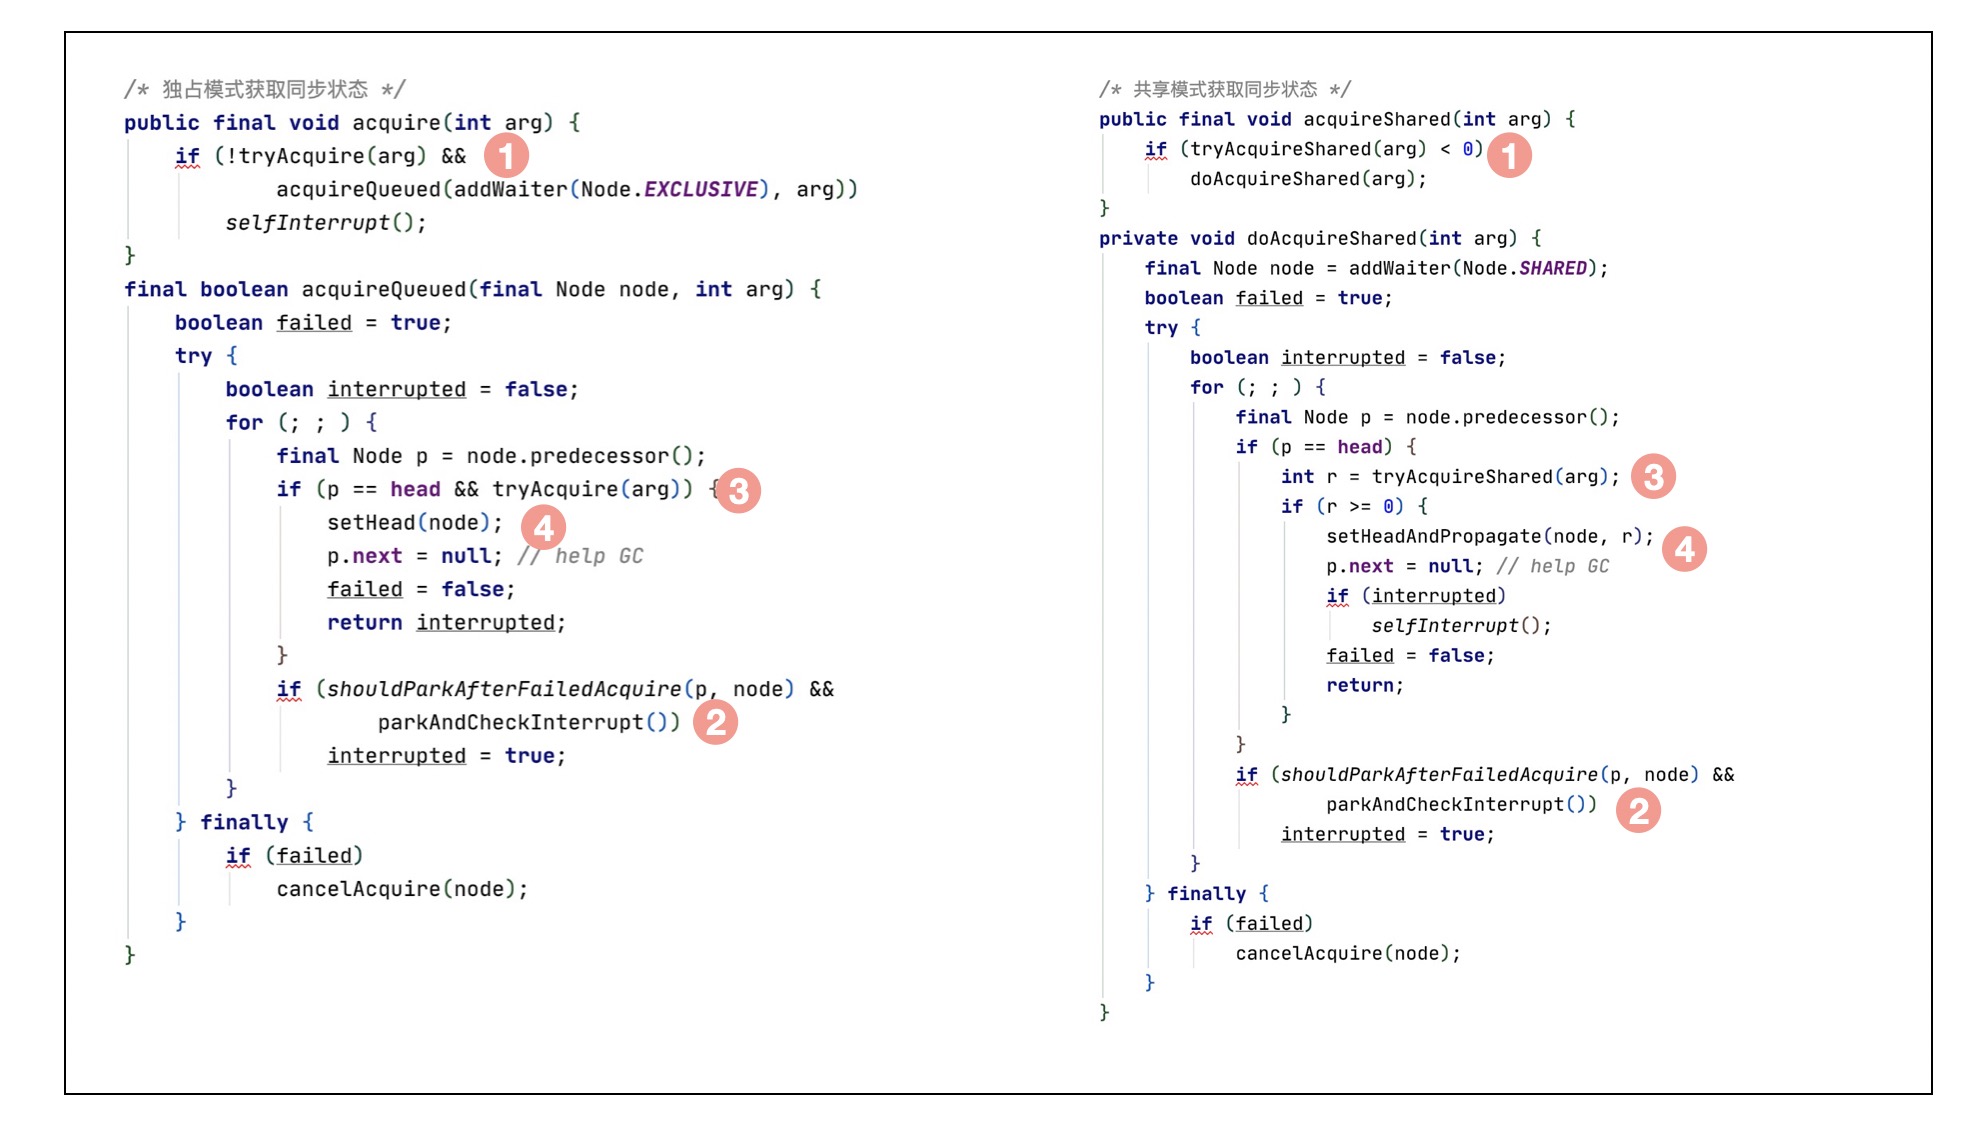 /* 独占模式获取同步状态 */
public final void acquire(int arg) {
if (!tryAcquire(arg) && 1
acquireQueued(addWaiter(Node.EXCLUSIVE), arg))
selfInterrupt();
}
final boolean acquireQueued(final Node node, int arg) {
boolean failed = true;
try {
boolean interrupted = false;
for (; ; ) {
final Node p = node.predecessor();
if (p == head && tryAcquire(arg)) { 3
setHead(node); 4
p.next = null; // help GC
failed = false;
return interrupted;
}
if (shouldParkAfterFailedAcquire(p, node) &&
parkAndCheckInterrupt()) 2
interrupted = true;
}
} finally {
if (failed)
cancelAcquire(node);
}
}
/* 共享模式获取同步状态 */
public final void acquireShared(int arg) {
if (tryAcquireShared(arg) < 0) 1
doAcquireShared(arg);
}
private void doAcquireShared(int arg) {
final Node node = addWaiter(Node.SHARED);
boolean failed = true;
try {
boolean interrupted = false;
for (; ; ) {
final Node p = node.predecessor();
if (p == head) {
int r = tryAcquireShared(arg); 3
if (r >= 0) {
setHeadAndPropagate(node, r); 4
p.next = null; // help GC
if (interrupted)
selfInterrupt();
failed = false;
return;
}
}
if (shouldParkAfterFailedAcquire(p, node) &&
parkAndCheckInterrupt()) 2
interrupted = true;
}
} finally {
if (failed)
cancelAcquire(node);
}
}